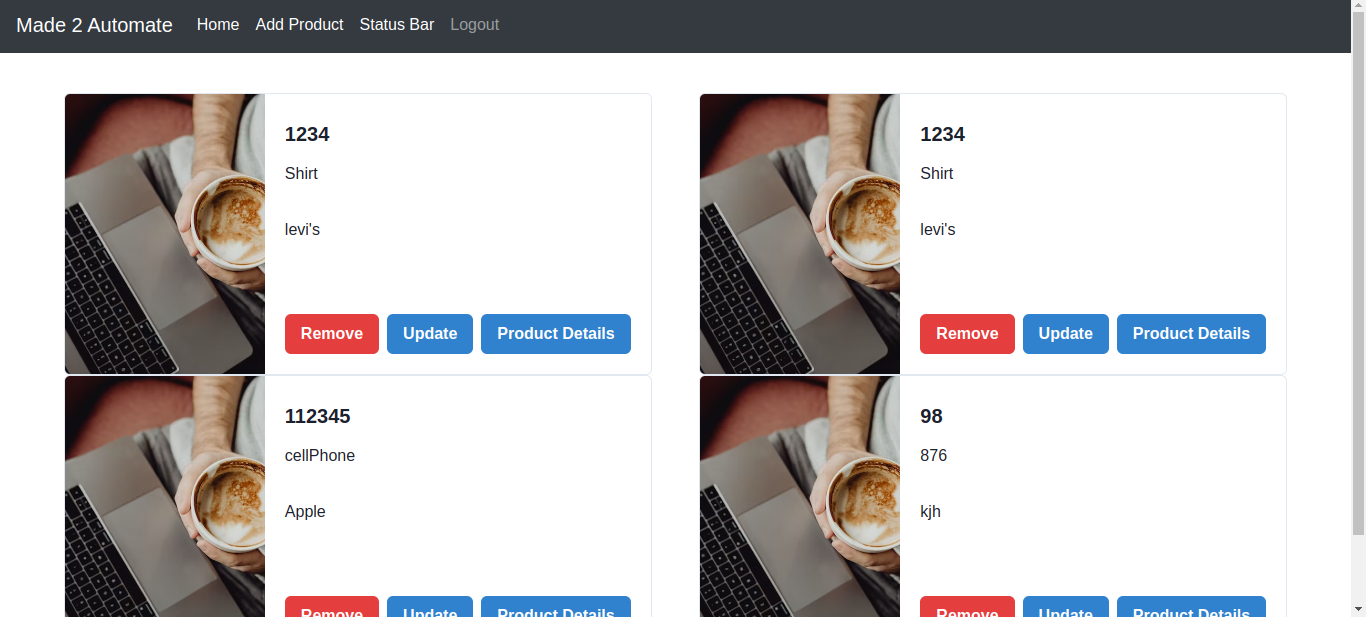 Made 2 Automate Home Add Product Status Bar Logout
1234
Shirt
levi's
Remove Update Product Details
1234
Shirt
levi's
Remove Update Product Details
112345
cellPhone
Apple
Remove Update Product Details
98
876
kjh
Remove Update Product Details